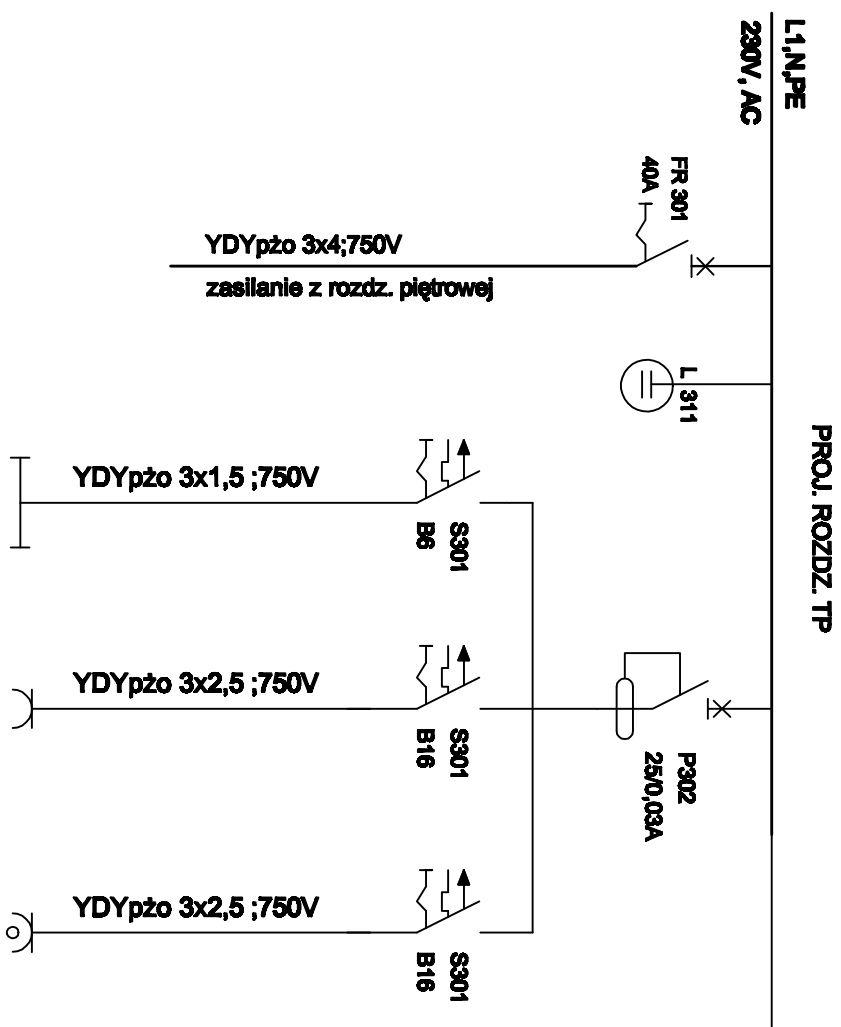 L1,N,PE
230V, AC
PROJ. ROZDZ. TP
FR 301
40A
YDYpżo 3x4;750V
zasilanie z rozdz. piętrowej
L 311
P302
25/0,03A
YDYpżo 3x1,5 ;750V
S301
B6
YDYpżo 3x2,5 ;750V
S301
B16
YDYpżo 3x2,5 ;750V
S301
B16